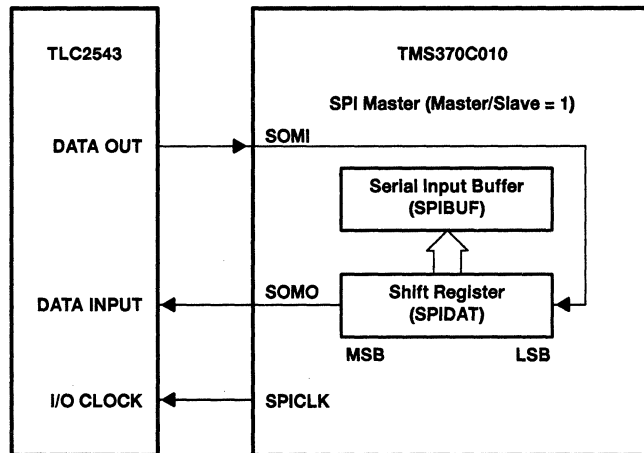 TLC2543
TMS370C010
SPI Master (Master/Slave = 1)
DATA OUT
SOMI
Serial Input Buffer
(SPIBUF)
DATA INPUT
SOMO
Shift Register
(SPIDAT)
MSB
LSB
I/O CLOCK
SPICLK